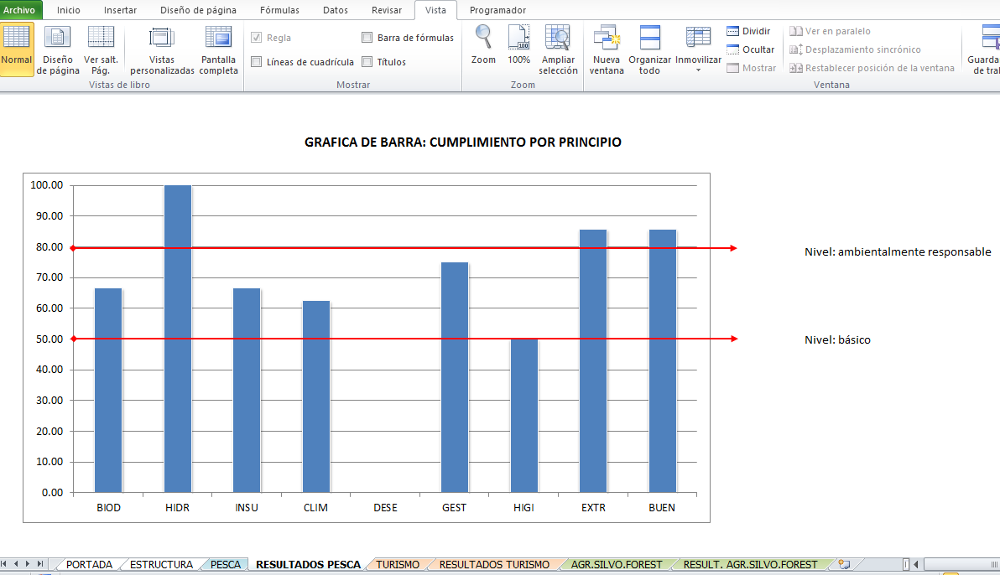 Archivo Inicio Insertar Diseño de página Fórmulas Datos Revisar Vista Programador
Normal
Diseño de página
Ver salt. Pág.
Vistas personalizadas
Pantalla completa
Vistas de libro
Regla
Barra de fórmulas
Líneas de cuadrícula
Títulos
Mostrar
Zoom
100%
Ampliar selección
Zoom
Nueva ventana
Organizar todo
Inmovilizar
Dividir
Ocultar
Mostrar
Ver en paralelo
Desplazamiento sincrónico
Restablecer posición de la ventana
Ventana
GRAFICA DE BARRA: CUMPLIMIENTO POR PRINCIPIO
100.00
90.00
80.00
70.00
60.00
50.00
40.00
30.00
20.00
10.00
0.00
BIOD HIDR INSU CLIM DESE GEST HIGI EXTR BUEN
Nivel: ambientalmente responsable
Nivel: básico
PORTADA ESTRUCTURA PESCA RESULTADOS PESCA TURISMO RESULTADOS TURISMO AGR.SILVO.FOREST RESULT. AGR.SILVO.FOREST